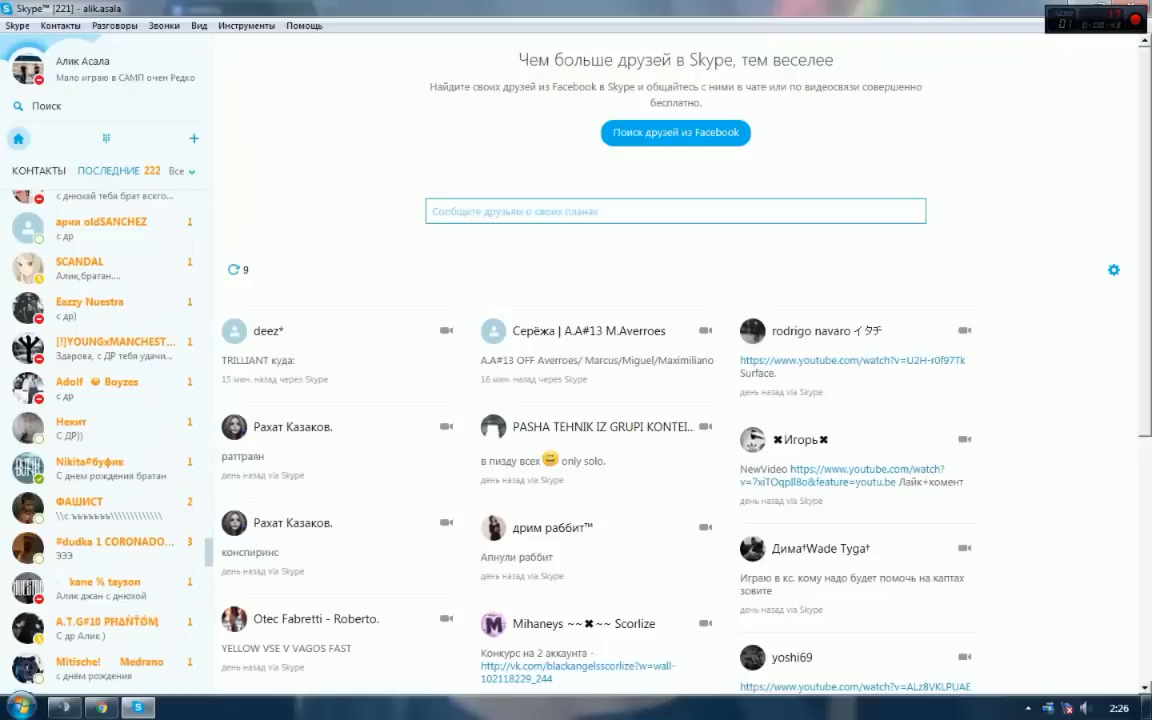 Skype™ [221] - alik.asala
Skype Контакты Разговоры Звонки Вид Инструменты Помощь
Алик Асала
Мало играю в САМП очен Редко
Поиск
КОНТАКТЫ ПОСЛЕДНИЕ 222 Все
с днюхай тебя брат вскго...
арчи oldSANCHEZ 1
с др
SCANDAL 1
Алик,братан....
Eazzy Nuestra 1
с др)
[!]YOUNGxMANCHEST... 1
Здарова, с ДР тебя удачи...
Adolf Boyzes 1
с др
Некит 1
С ДР))
Nikita#буфик 1
С днем рождения братан
ФАШИСТ 2
\\с ъъъъъъъ\\\\\\\\\\\\\
#dudka 1 CORONADO... 3
ЭЭЭ
kane % tayson 1
Алик джан с днюхой
A.T.G#10 1
С др Алик )
Mitische! Medrano 1
с днём рождения
Чем больше друзей в Skype, тем веселее
Найдите своих друзей из Facebook в Skype и общайтесь с ними в чате или по видеосвязи совершенно
бесплатно.
Поиск друзей из Facebook
Сообщите друзьям о своих планах
9
deez*
TRILLIANT куда:
15 мин. назад через Skype
Рахат Казаков.
раттраян
день назад via Skype
Рахат Казаков.
конспиринс
день назад via Skype
Otec Fabretti - Roberto.
YELLOW VSE V VAGOS FAST
день назад via Skype
Серёжа | A.A#13 M.Averroes
A.A#13 OFF Averroes/ Marcus/Miguel/Maximiliano
16 мин. назад через Skype
PASHA TEHNIK IZ GRUPI KONTEI...
в пизду всех 😄 only solo.
день назад via Skype
дрим раббит™
Апнули раббит
день назад via Skype
Mihaneys ~~✖~~ Scorlize
Конкурс на 2 аккаунта -
http://vk.com/blackangelsscorlize?w=wall-
102118229_244
rodrigo navaro イタチ
https://www.youtube.com/watch?v=U2H-r0f97Tk
Surface.
день назад via Skype
✖Игорь✖
NewVideo https://www.youtube.com/watch?
v=7xiTOqpll8o&feature=youtu.be Лайк+комент
день назад via Skype
Дима†Wade Tyga†
Играю в кс. кому надо будет помочь на каптах
зовите
день назад via Skype
yoshi69
https://www.youtube.com/watch?v=ALz8VKLPUAE
2:26